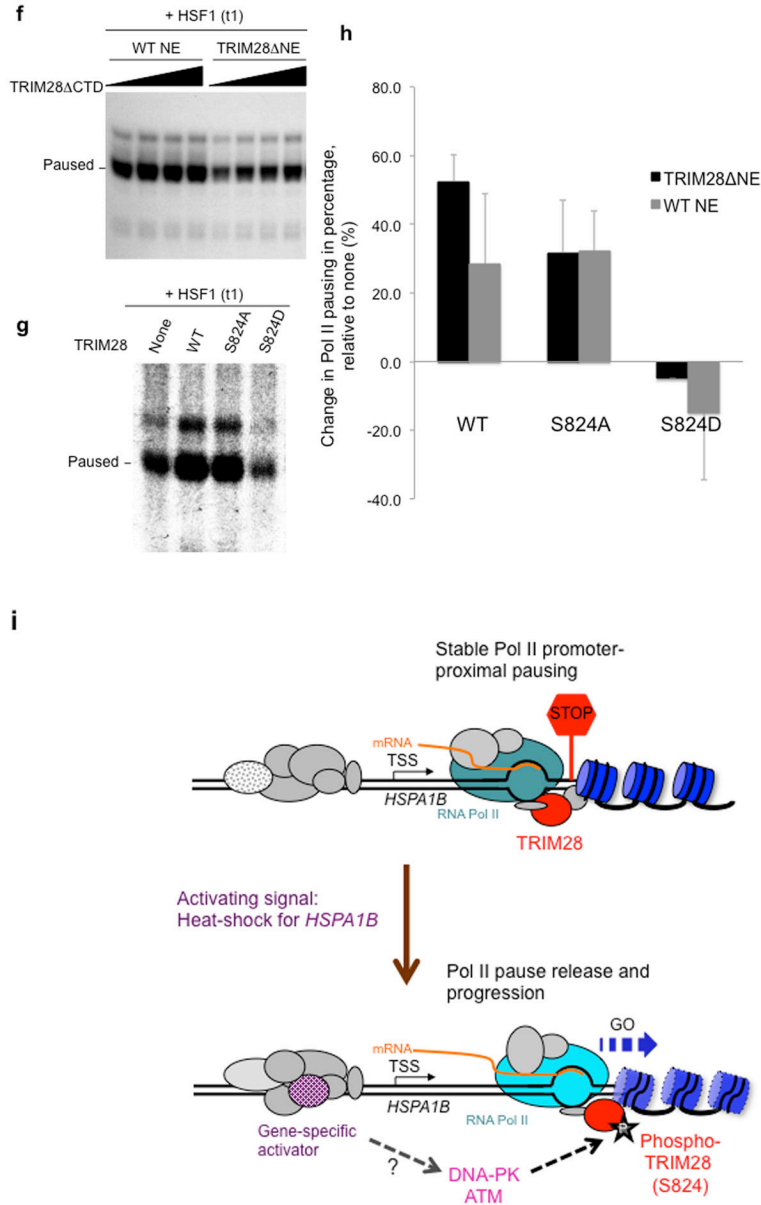 f
+ HSF1 (t1)
WT NE TRIM28ΔNE
TRIM28ΔCTD
Paused
g
+ HSF1 (t1)
TRIM28 None WT S824A S824D
Paused
h
Change in Pol II pausing in percentage,
relative to none (%)
80.0
60.0
40.0
20.0
0.0
-20.0
-40.0
TRIM28ΔNE
WT NE
WT S824A S824D
i
Stable Pol II promoter-
proximal pausing
STOP
mRNA
TSS
HSPA1B
RNA Pol II
TRIM28
Activating signal:
Heat-shock for HSPA1B
Pol II pause release and
progression
GO
mRNA
TSS
HSPA1B
RNA Pol II
Gene-specific
activator
?
DNA-PK
ATM
P
Phospho-
TRIM28
(S824)